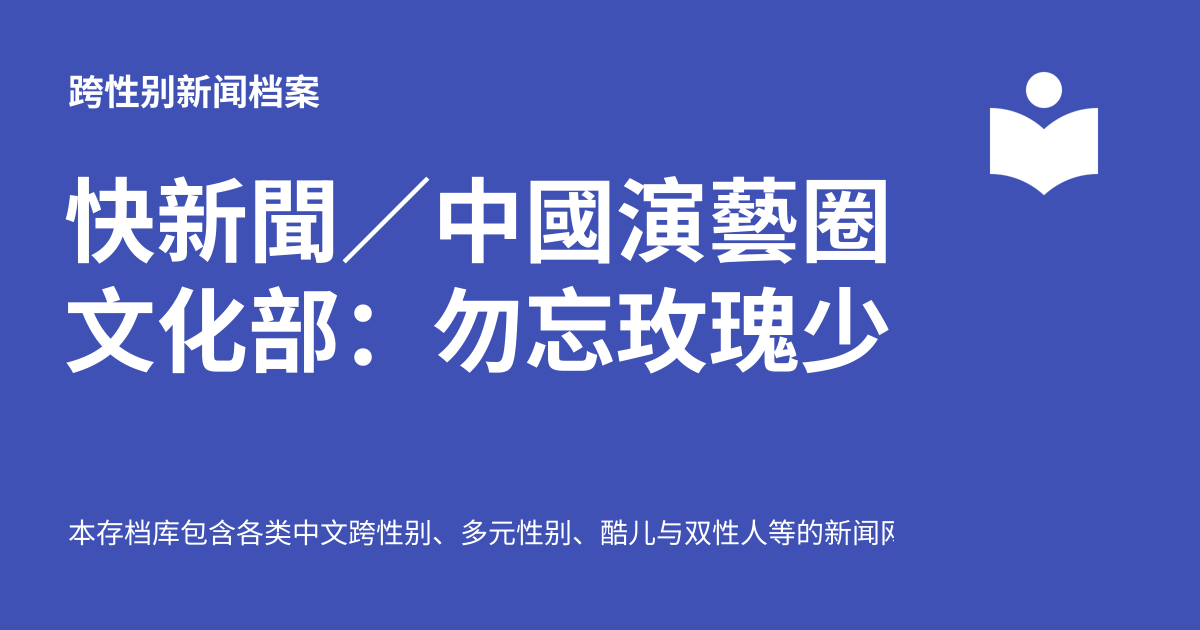 跨性别新闻档案
快新聞／中國演藝圈
文化部：勿忘玫瑰少
本存档库包含各类中文跨性别、多元性别、酷儿与双性人等的新闻网